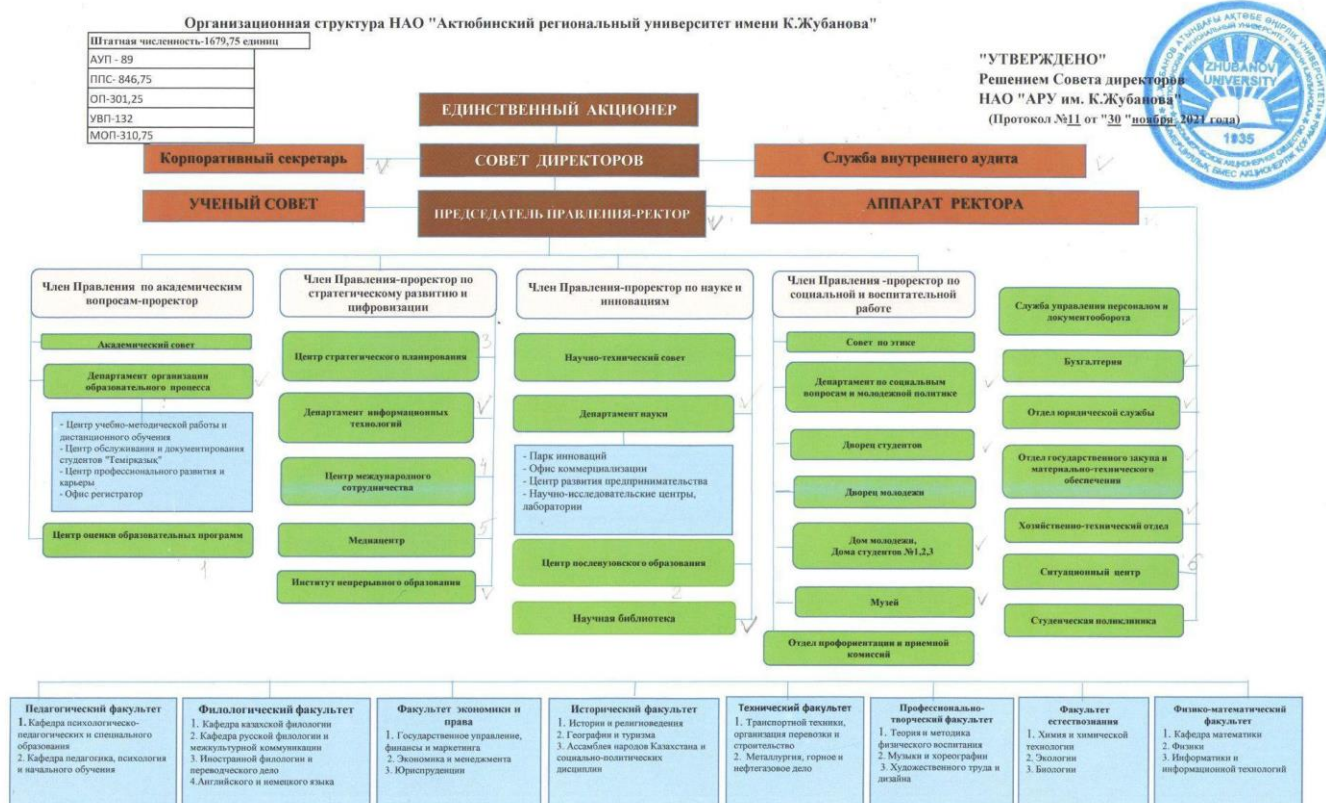 Организационная структура НАО "Актюбинский региональный университет имени К.Жубанова"
Штатная численность-1679,75 единиц
АУП - 89
ППС- 846,75
ОП-301,25
УВП-132
МОП-310,75
"УТВЕРЖДЕНО"
Решением Совета директоров
НАО "АРУ им. К.Жубанова"
(Протокол №11 от "30 "ноября 2021 года)
ZHUBANOV
UNIVERSITY
1935
ЕДИНСТВЕННЫЙ АКЦИОНЕР
Корпоративный секретарь
СОВЕТ ДИРЕКТОРОВ
Служба внутреннего аудита
УЧЕНЫЙ СОВЕТ
ПРЕДСЕДАТЕЛЬ ПРАВЛЕНИЯ-РЕКТОР
АППАРАТ РЕКТОРА
Член Правления по академическим
вопросам-проректор
Академический совет
Департамент организации
образовательного процесса
- Центр учебно-методической работы и
дистанционного обучения
- Центр обслуживания и документирования
студентов "Темірқазық"
- Центр профессионального развития и
карьеры
- Офис регистратор
Центр оценки образовательных программ
1
Член Правления-проректор по
стратегическому развитию и
цифровизации
Центр стратегического планирования
3
Департамент информационных
технологий
Центр международного
сотрудничества
4
Медиацентр
5
Институт непрерывного образования
Член Правления-проректор по науке и
инновациям
Научно-технический совет
Департамент науки
- Парк инноваций
- Офис коммерциализации
- Центр развития предпринимательства
- Научно-исследовательские центры,
лаборатории
Центр послевузовского образования
2
Научная библиотека
Член Правления -проректор по
социальной и воспитательной
работе
Совет по этике
Департамент по социальным
вопросам и молодежной политике
Дворец студентов
Дворец молодежи
Дом молодежи,
Дома студентов №1,2,3
Музей
Отдел профориентации и приемной
комиссий
Служба управления персоналом и
документооборота
Бухгалтерия
Отдел юридической службы
Отдел государственного закупа и
материально-технического
обеспечения
Хозяйственно-технический отдел
Ситуационный центр
6
Студенческая поликлиника
Педагогический факультет
1. Кафедра психологическо-
педагогических и специального
образования
2. Кафедра педагогика, психология
и начального обучения
Филологический факультет
1. Кафедра казахской филологии
2. Кафедра русской филологии и
межкультурной коммуникации
3. Иностранной филологии и
переводческого дело
4.Английского и немецкого языка
Факультет экономики и
права
1. Государственное управление,
финансы и маркетинга
2. Экономика и менеджмента
3. Юриспруденции
Исторический факультет
1. История и религиоведения
2. География и туризма
3. Ассамблея народов Казахстана и
социально-политических
дисциплин
Технический факультет
1. Транспортной техники,
организация перевозки и
строительство
2. Металлургия, горное и
нефтегазовое дело
Профессионально-
творческий факультет
1. Теория и методика
физического воспитания
2. Музыки и хореографии
3. Художественного труда и
дизайна
Факультет
естествознания
1. Химия и химической
технологии
2. Экологии
3. Биологии
Физико-математический
факультет
1. Кафедра математики
2. Физики
3. Информатики и
информационной технологий